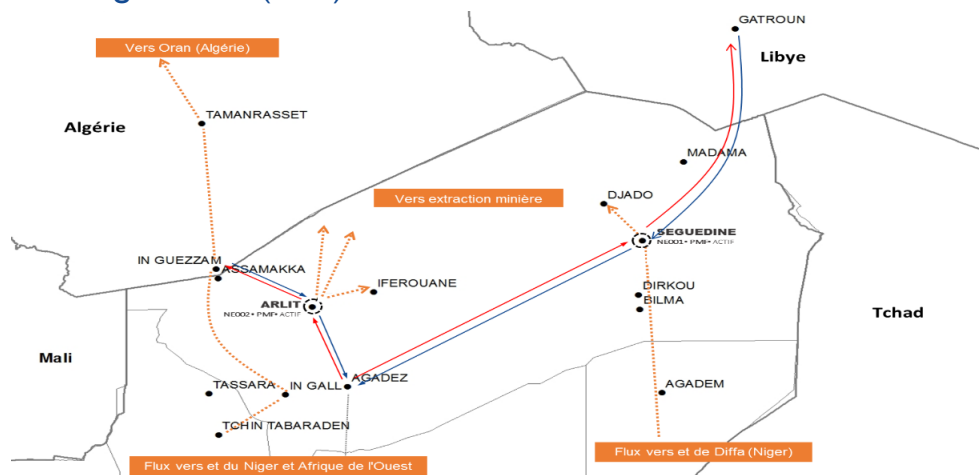 GATROUN
Vers Oran (Algérie)
Libye
TAMANRASSET
Algérie
MADAMA
DJADO
Vers extraction minière
SEGUEDINE
NE001 • PMF • ACTIF
IN GUEZZAM
ASSAMAKKA
IFEROUANE
ARLIT
NE002 • PMF • ACTIF
DIRKOU
BILMA
Tchad
Mali
TASSARA
IN GALL
AGADEZ
AGADEM
TCHIN TABARADEN
Flux vers et de Diffa (Niger)
Flux vers et du Niger et Afrique de l'Ouest